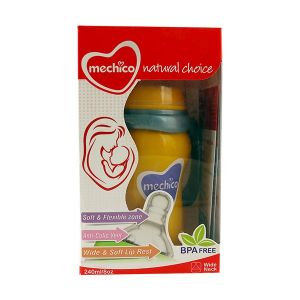 mechico natural choice
mechico
Soft & Flexible zone
Anti-Colic Vent
Wide & Soft Lip Rest
BPA FREE
240ml/8oz
Wide
Neck